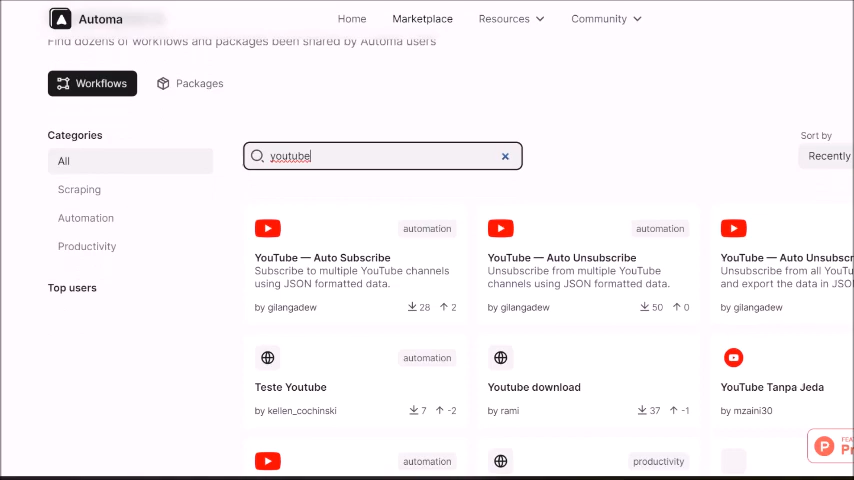 Automa
Home
Marketplace
Resources
Community
Find dozens of workflows and packages been shared by Automa users
Workflows
Packages
Categories
All
Scraping
Automation
Productivity
Top users
youtube
Sort by
Recently
automation
YouTube — Auto Subscribe
Subscribe to multiple YouTube channels
using JSON formatted data.
by gilangadew
28
2
automation
YouTube — Auto Unsubscribe
Unsubscribe from multiple YouTube
channels using JSON formatted data.
by gilangadew
50
0
YouTube — Auto Unsubscr
Unsubscribe from all YouT
and export the data in JSO
by gilangadew
automation
Teste Youtube
by kellen_cochinski
7
-2
Youtube download
by rami
37
-1
YouTube Tanpa Jeda
by mzaini30
automation
productivity
FEA
Pr